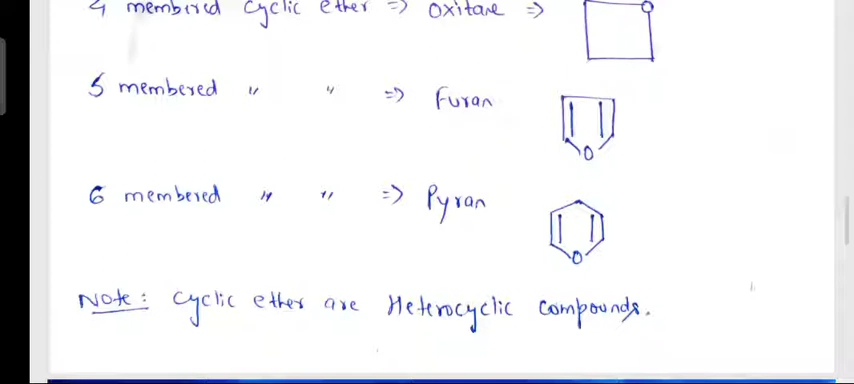 4 membered cyclic ether => Oxitane =>
O
5 membered " " => Furan
O
6 membered " " => Pyran
O
Note: Cyclic ether are Heterocyclic compounds.